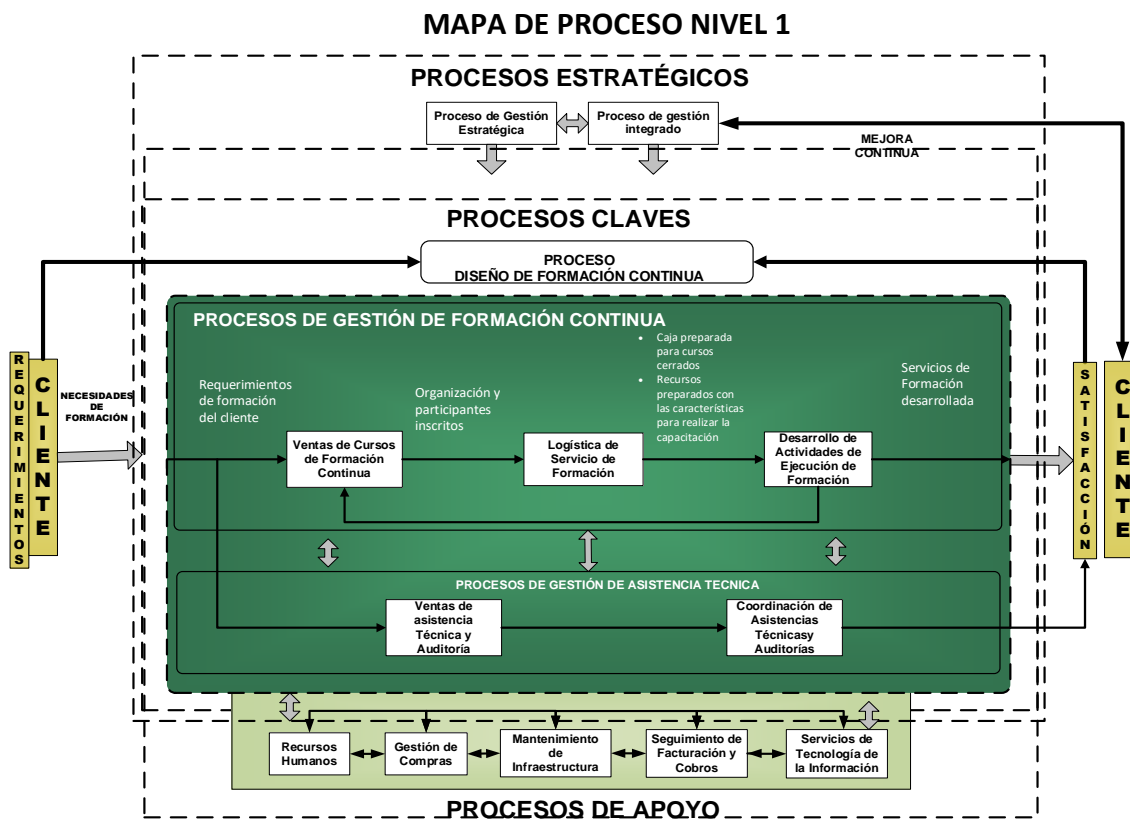 MAPA DE PROCESO NIVEL 1
PROCESOS ESTRATÉGICOS
Proceso de Gestión
Estratégica
Proceso de gestión
integrado
MEJORA
CONTINUA
PROCESOS CLAVES
PROCESO
DISEÑO DE FORMACIÓN CONTINUA
REQUERIMIENTOS
CLIENTE
NECESIDADES
DE
FORMACIÓN
PROCESOS DE GESTIÓN DE FORMACIÓN CONTINUA
Requerimientos
de formación
del cliente
Organización y
participantes
inscritos
• Caja preparada
para cursos
cerrados
• Recursos
preparados con
las características
para realizar la
capacitación
Servicios de
Formación
desarrollada
Ventas de Cursos
de Formación
Continua
Logística de
Servicio de
Formación
Desarrollo de
Actividades de
Ejecución de
Formación
PROCESOS DE GESTIÓN DE ASISTENCIA TECNICA
Ventas de
asistencia
Técnica y
Auditoría
Coordinación de
Asistencias
Técnicasy
Auditorías
SATISFACCIÓN
CLIENTE
Recursos
Humanos
Gestión de
Compras
Mantenimiento
de
Infraestructura
Seguimiento de
Facturación y
Cobros
Servicios de
Tecnología de
la Información
PROCESOS DE APOYO